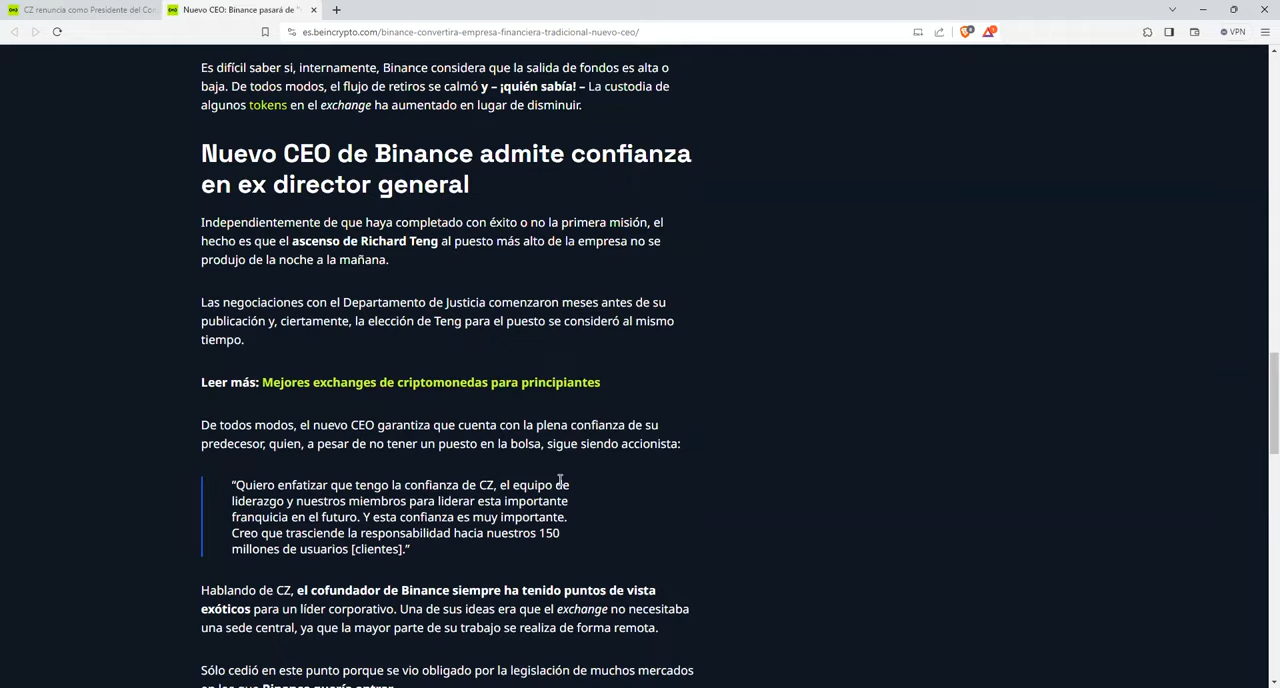 CZ renuncia como Presidente del Con
Nuevo CEO: Binance pasará de "
es.beincrypto.com/binance-convertira-empresa-financiera-tradicional-nuevo-ceo/
VPN
Es difícil saber si, internamente, Binance considera que la salida de fondos es alta o
baja. De todos modos, el flujo de retiros se calmó y – ¡quién sabía! – La custodia de
algunos tokens en el exchange ha aumentado en lugar de disminuir.
Nuevo CEO de Binance admite confianza
en ex director general
Independientemente de que haya completado con éxito o no la primera misión, el
hecho es que el ascenso de Richard Teng al puesto más alto de la empresa no se
produjo de la noche a la mañana.
Las negociaciones con el Departamento de Justicia comenzaron meses antes de su
publicación y, ciertamente, la elección de Teng para el puesto se consideró al mismo
tiempo.
Leer más: Mejores exchanges de criptomonedas para principiantes
De todos modos, el nuevo CEO garantiza que cuenta con la plena confianza de su
predecesor, quien, a pesar de no tener un puesto en la bolsa, sigue siendo accionista:
“Quiero enfatizar que tengo la confianza de CZ, el equipo de
liderazgo y nuestros miembros para liderar esta importante
franquicia en el futuro. Y esta confianza es muy importante.
Creo que trasciende la responsabilidad hacia nuestros 150
millones de usuarios [clientes].”
Hablando de CZ, el cofundador de Binance siempre ha tenido puntos de vista
exóticos para un líder corporativo. Una de sus ideas era que el exchange no necesitaba
una sede central, ya que la mayor parte de su trabajo se realiza de forma remota.
Sólo cedió en este punto porque se vio obligado por la legislación de muchos mercados
en los que Binance quería entrar.